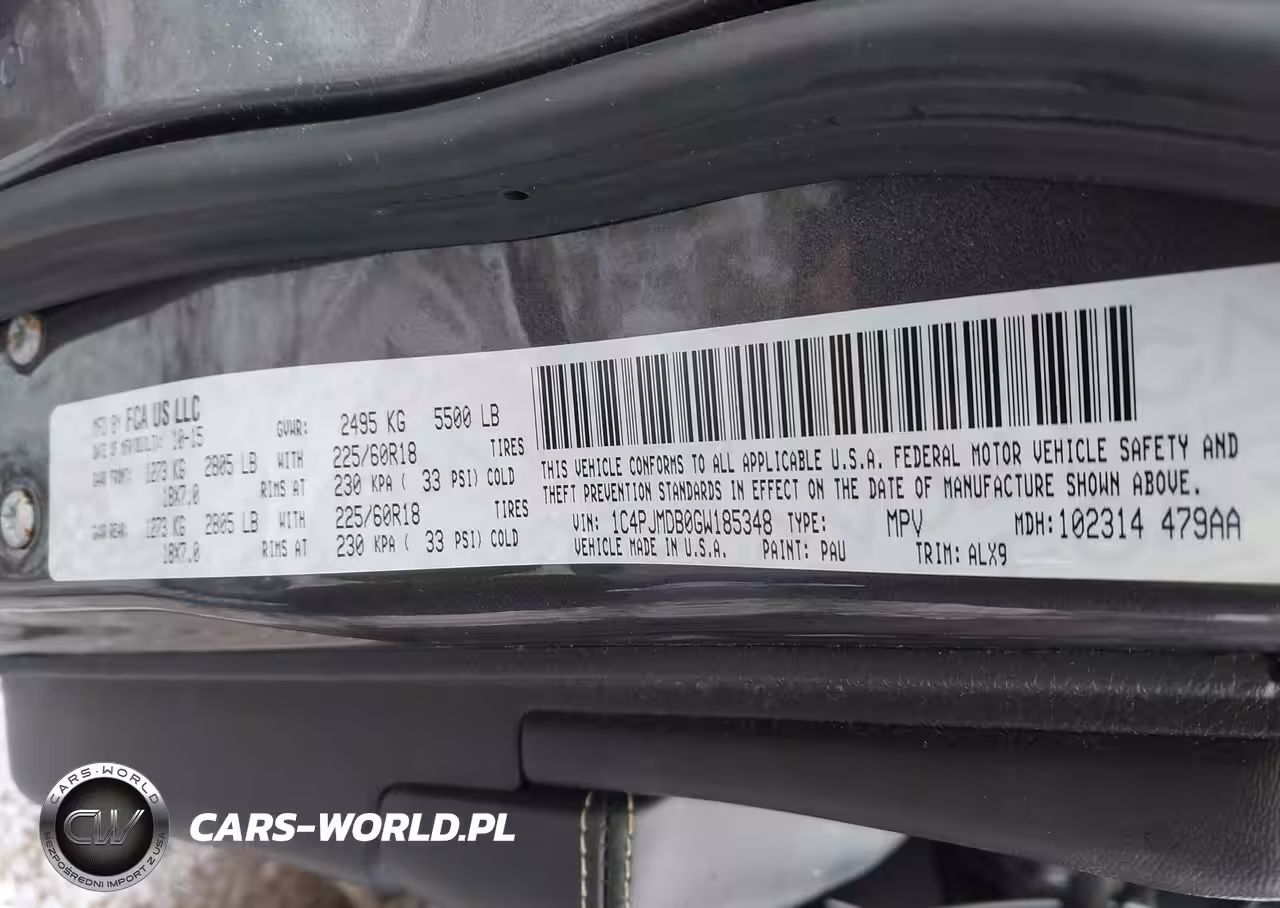 MFD BY FCA US LLC
DATE OF MFR/BUILD: 10-15
GVWR: 2495 KG 5500 LB
GAWR FRONT: 1273 KG 2805 LB WITH 225/60R18 TIRES
18X7.0 RIMS AT 230 KPA ( 33 PSI) COLD
GAWR REAR: 1273 KG 2805 LB WITH 225/60R18 TIRES
18X7.0 RIMS AT 230 KPA ( 33 PSI) COLD
THIS VEHICLE CONFORMS TO ALL APPLICABLE U.S.A. FEDERAL MOTOR VEHICLE SAFETY AND
THEFT PREVENTION STANDARDS IN EFFECT ON THE DATE OF MANUFACTURE SHOWN ABOVE.
VIN: 1C4PJMDB0GW185348 TYPE: MPV MDH: 102314 479AA
VEHICLE MADE IN U.S.A. PAINT: PAU TRIM: ALX9
CARS-WORLD
CW
BEZPOŚREDNI IMPORT Z USA
CARS-WORLD.PL